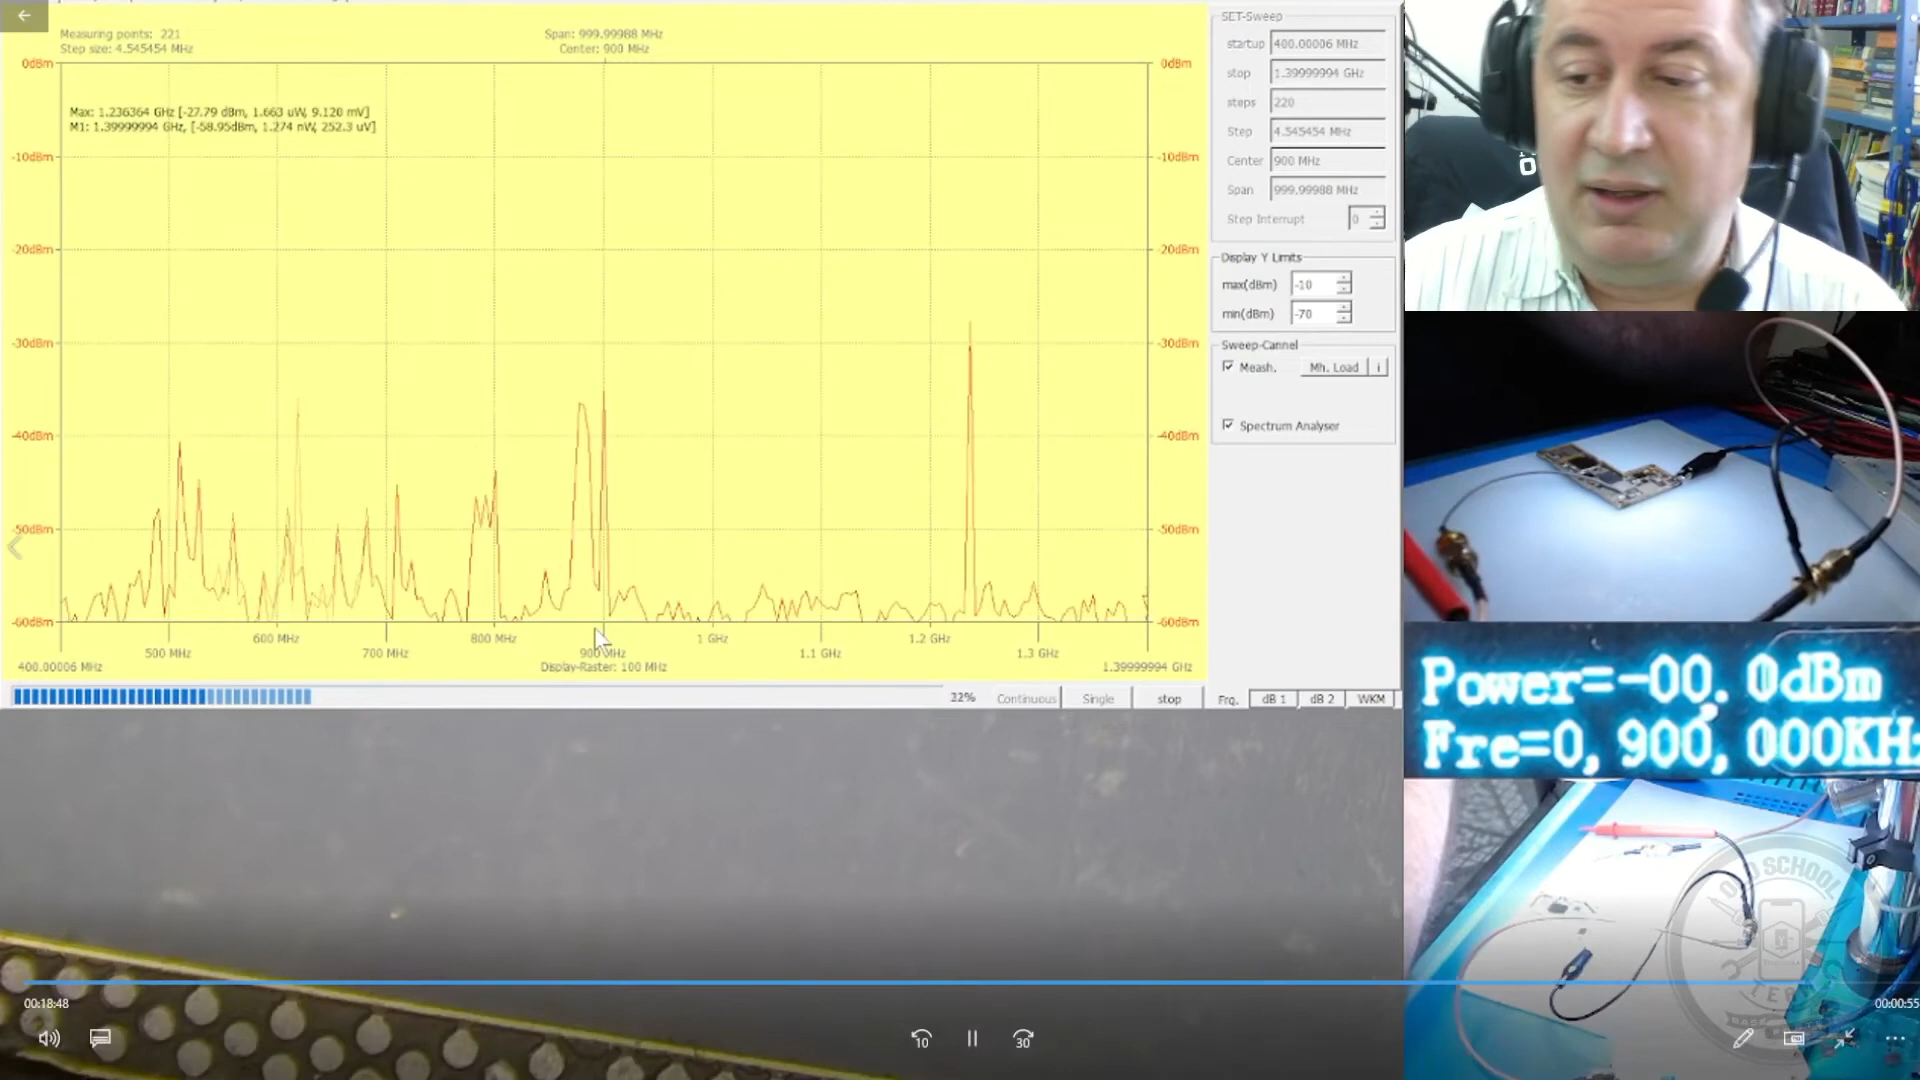 Measuring points: 221
Step size: 4.545454 MHz
Span: 999.99988 MHz
Center: 900 MHz
0dBm
0dBm
Max: 1.236364 GHz [-27.79 dBm, 1.663 uW, 9.120 mV]
M1: 1.39999994 GHz, [-58.95dBm, 1.274 nW, 252.3 uV]
-10dBm
-10dBm
-20dBm
-20dBm
-30dBm
-30dBm
-40dBm
-40dBm
-50dBm
-50dBm
-60dBm
-60dBm
600 MHz
800 MHz
1 GHz
1.2 GHz
500 MHz
700 MHz
900 MHz
1.1 GHz
1.3 GHz
400.00006 MHz
Display-Raster: 100 MHz
1.39999994 GHz
32%
Continuous
Single
stop
SET-Sweep
startup 400.00006 MHz
stop 1.39999994 GHz
steps 220
Step 4.545454 MHz
Center 900 MHz
Span 999.99988 MHz
Step Interrupt 0
Display Y Limits
max(dBm) -10
min(dBm) -70
Sweep-Cannel
Meash. Mh. Load i
Spectrum Analyser
Frq. dB 1 dB 2 WKM
Power=-00.0dBm
Fre=0,900,000KHz
OLD SCHOOL
00:18:48
00:00:55
10
30